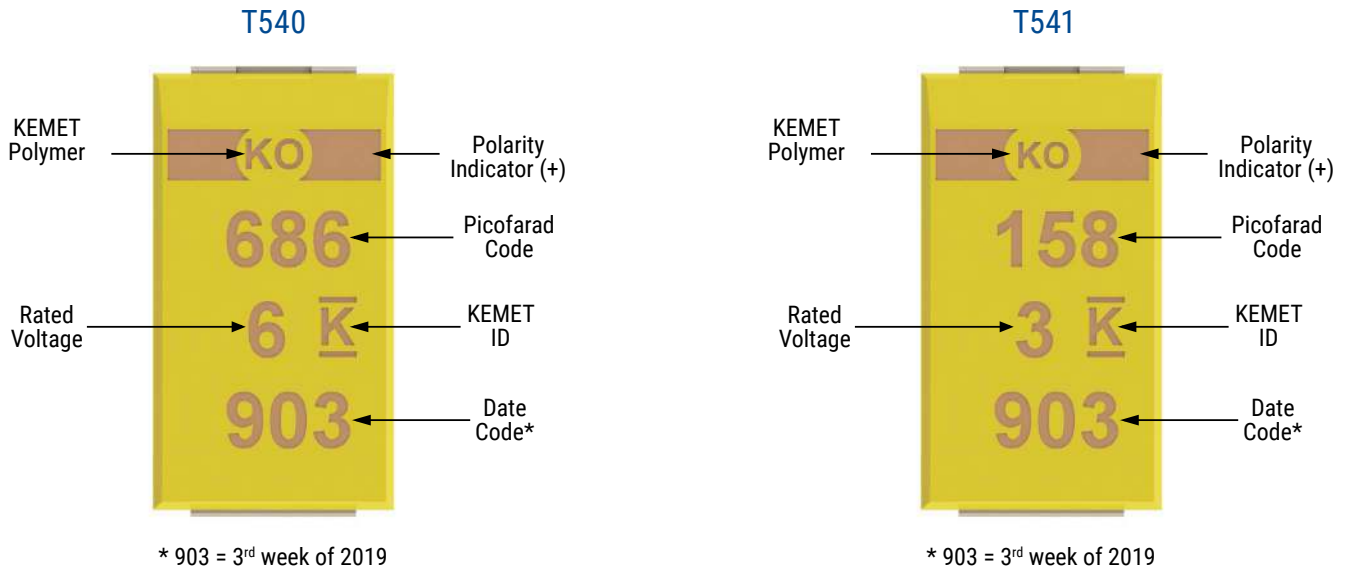 T540
KEMET
Polymer
KO
Polarity
Indicator (+)
686
Picofarad
Code
Rated
Voltage
6 K
KEMET
ID
903
Date
Code*
* 903 = 3rd week of 2019
T541
KEMET
Polymer
KO
Polarity
Indicator (+)
158
Picofarad
Code
Rated
Voltage
3 K
KEMET
ID
903
Date
Code*
* 903 = 3rd week of 2019